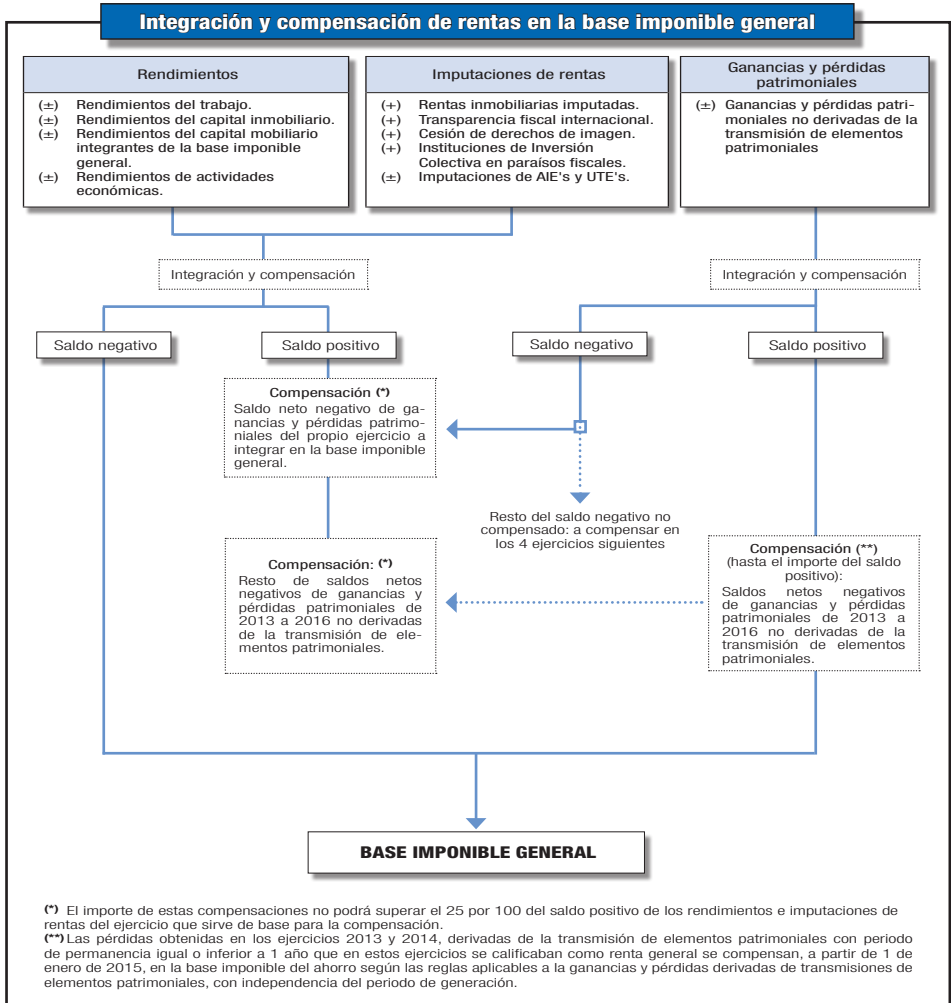 Integración y compensación de rentas en la base imponible general
Rendimientos
(±) Rendimientos del trabajo.
(±) Rendimientos del capital inmobiliario.
(±) Rendimientos del capital mobiliario
integrantes de la base imponible
general.
(±) Rendimientos de actividades
económicas.
Imputaciones de rentas
(+) Rentas inmobiliarias imputadas.
(+) Transparencia fiscal internacional.
(+) Cesión de derechos de imagen.
(+) Instituciones de Inversión
Colectiva en paraísos fiscales.
(±) Imputaciones de AIE's y UTE's.
Ganancias y pérdidas
patrimoniales
(±) Ganancias y pérdidas patri-
moniales no derivadas de la
transmisión de elementos
patrimoniales
Integración y compensación
Integración y compensación
Saldo negativo
Saldo positivo
Saldo negativo
Saldo positivo
Compensación (*)
Saldo neto negativo de ga-
nancias y pérdidas patrimo-
niales del propio ejercicio a
integrar en la base imponible
general.
Resto del saldo negativo no
compensado: a compensar en
los 4 ejercicios siguientes
Compensación: (*)
Resto de saldos netos
negativos de ganancias y
pérdidas patrimoniales de
2013 a 2016 no derivadas
de la transmisión de ele-
mentos patrimoniales.
Compensación (**)
(hasta el importe del saldo
positivo):
Saldos netos negativos
de ganancias y pérdidas
patrimoniales de 2013 a
2016 no derivadas de la
transmisión de elementos
patrimoniales.
BASE IMPONIBLE GENERAL
(*) El importe de estas compensaciones no podrá superar el 25 por 100 del saldo positivo de los rendimientos e imputaciones de
rentas del ejercicio que sirve de base para la compensación.
(**) Las pérdidas obtenidas en los ejercicios 2013 y 2014, derivadas de la transmisión de elementos patrimoniales con periodo
de permanencia igual o inferior a 1 año que en estos ejercicios se calificaban como renta general se compensan, a partir de 1 de
enero de 2015, en la base imponible del ahorro según las reglas aplicables a la ganancias y pérdidas derivadas de transmisiones de
elementos patrimoniales, con independencia del periodo de generación.